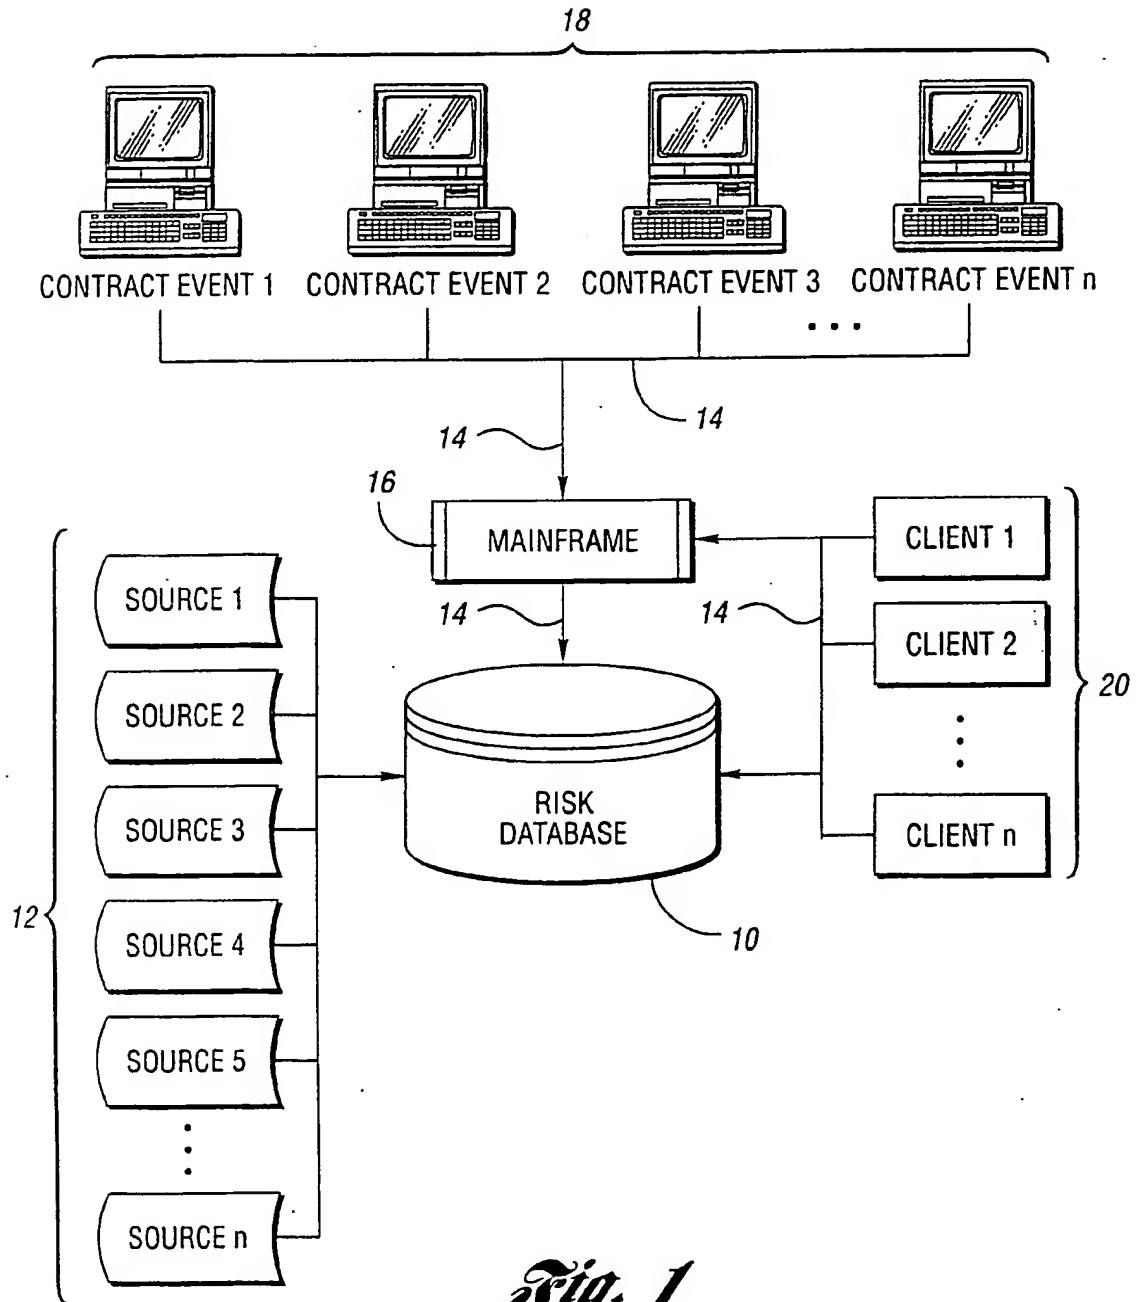 18
CONTRACT EVENT 1
CONTRACT EVENT 2
CONTRACT EVENT 3
CONTRACT EVENT n
14
14
16
MAINFRAME
CLIENT 1
SOURCE 1
14
14
CLIENT 2
20
SOURCE 2
RISK
DATABASE
SOURCE 3
CLIENT n
12
SOURCE 4
10
SOURCE 5
SOURCE n
Fig. 1